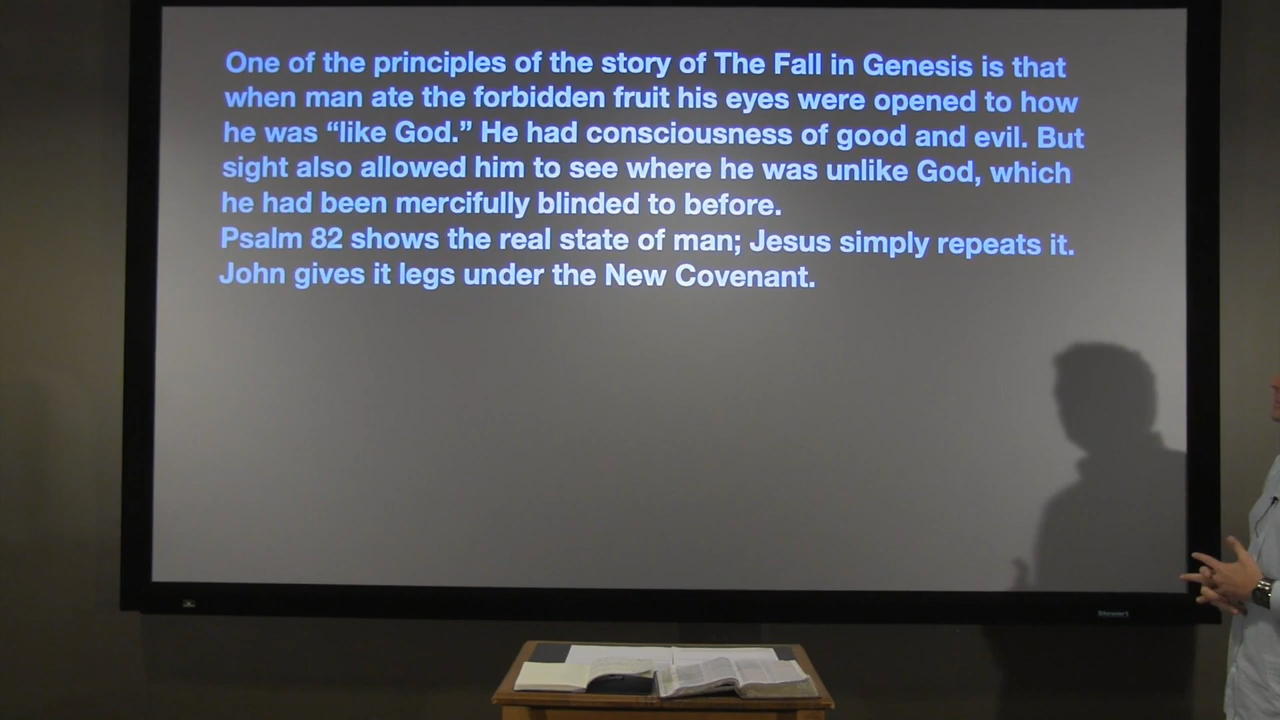 One of the principles of the story of The Fall in Genesis is that
when man ate the forbidden fruit his eyes were opened to how
he was “like God.” He had consciousness of good and evil. But
sight also allowed him to see where he was unlike God, which
he had been mercifully blinded to before.
Psalm 82 shows the real state of man; Jesus simply repeats it.
John gives it legs under the New Covenant.
Stewart